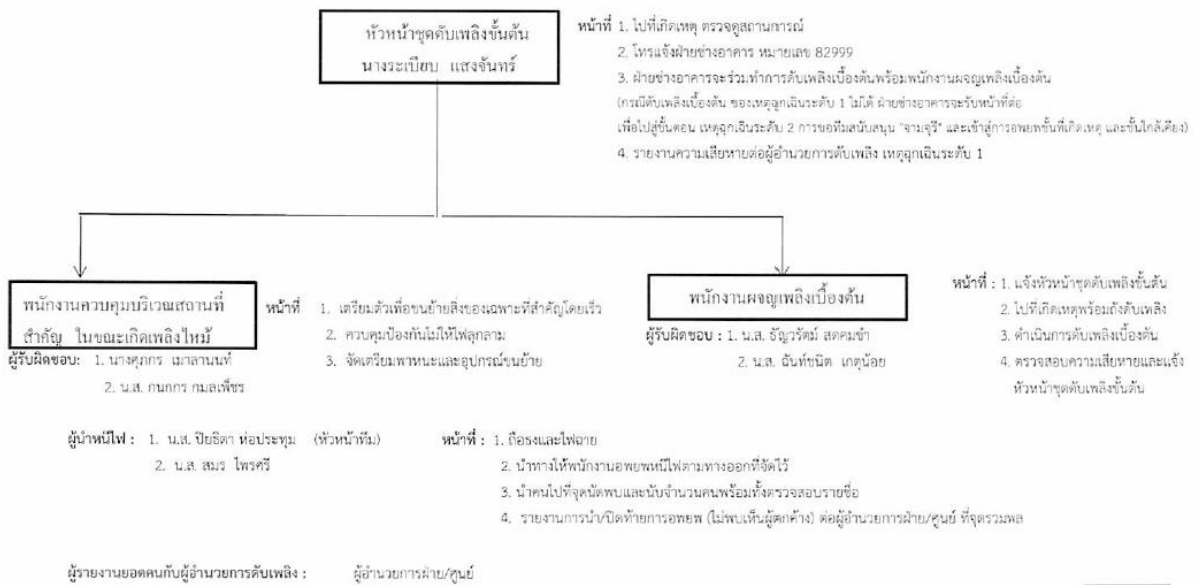 หัวหน้าชุดดับเพลิงขั้นต้น
นางระเบียบ แสงจันทร์
หน้าที่ 1. ไปที่เกิดเหตุ ตรวจดูสถานการณ์
2. โทรแจ้งฝ่ายช่างอาคาร หมายเลข 82999
3. ฝ่ายช่างอาคารจะร่วมทำการดับเพลิงเบื้องต้นพร้อมพนักงานผจญเพลิงเบื้องต้น
(กรณีดับเพลิงเบื้องต้น ของเหตุฉุกเฉินระดับ 1 ไม่ได้ ฝ่ายช่างอาคารจะรับหน้าที่ต่อ
เพื่อไปสู่ขั้นตอน เหตุฉุกเฉินระดับ 2 การขอทีมสนับสนุน "จามจุรี" และเข้าสู่การอพยพชั้นที่เกิดเหตุ และชั้นใกล้เคียง)
4. รายงานความเสียหายต่อผู้อำนวยการดับเพลิง เหตุฉุกเฉินระดับ 1
พนักงานควบคุมบริเวณสถานที่
สำคัญ ในขณะเกิดเพลิงไหม้
ผู้รับผิดชอบ: 1. นางศุภกร เมาลานนท์
2. น.ส. กนกกร กมลเพ็ชร
หน้าที่ 1. เตรียมตัวเพื่อขนย้ายสิ่งของเฉพาะที่สำคัญโดยเร็ว
2. ควบคุมป้องกันไม่ให้ไฟลุกลาม
3. จัดเตรียมพาหนะและอุปกรณ์ขนย้าย
พนักงานผจญเพลิงเบื้องต้น
ผู้รับผิดชอบ : 1. น.ส. ธัญวรัตม์ สดคมขำ
2. น.ส. ฉันท์ชนิต เกตุน้อย
หน้าที่ : 1. แจ้งหัวหน้าชุดดับเพลิงขั้นต้น
2. ไปที่เกิดเหตุพร้อมถังดับเพลิง
3. ดำเนินการดับเพลิงเบื้องต้น
4. ตรวจสอบความเสียหายและแจ้ง
หัวหน้าชุดดับเพลิงขั้นต้น
ผู้นำหนีไฟ : 1. น.ส. ปิยธิดา ห่อประทุม (หัวหน้าทีม)
2. น.ส. สมร ไพรศรี
หน้าที่ : 1. ถือธงและไฟฉาย
2. นำทางให้พนักงานอพยพหนีไฟตามทางออกที่จัดไว้
3. นำคนไปที่จุดนัดพบและนับจำนวนคนพร้อมทั้งตรวจสอบรายชื่อ
4. รายงานการนำ/ปิดท้ายการอพยพ (ไม่พบเห็นผู้ตกค้าง) ต่อผู้อำนวยการฝ่าย/ศูนย์ ที่จุดรวมพล
ผู้รายงานยอดคนกับผู้อำนวยการดับเพลิง : ผู้อำนวยการฝ่าย/ศูนย์